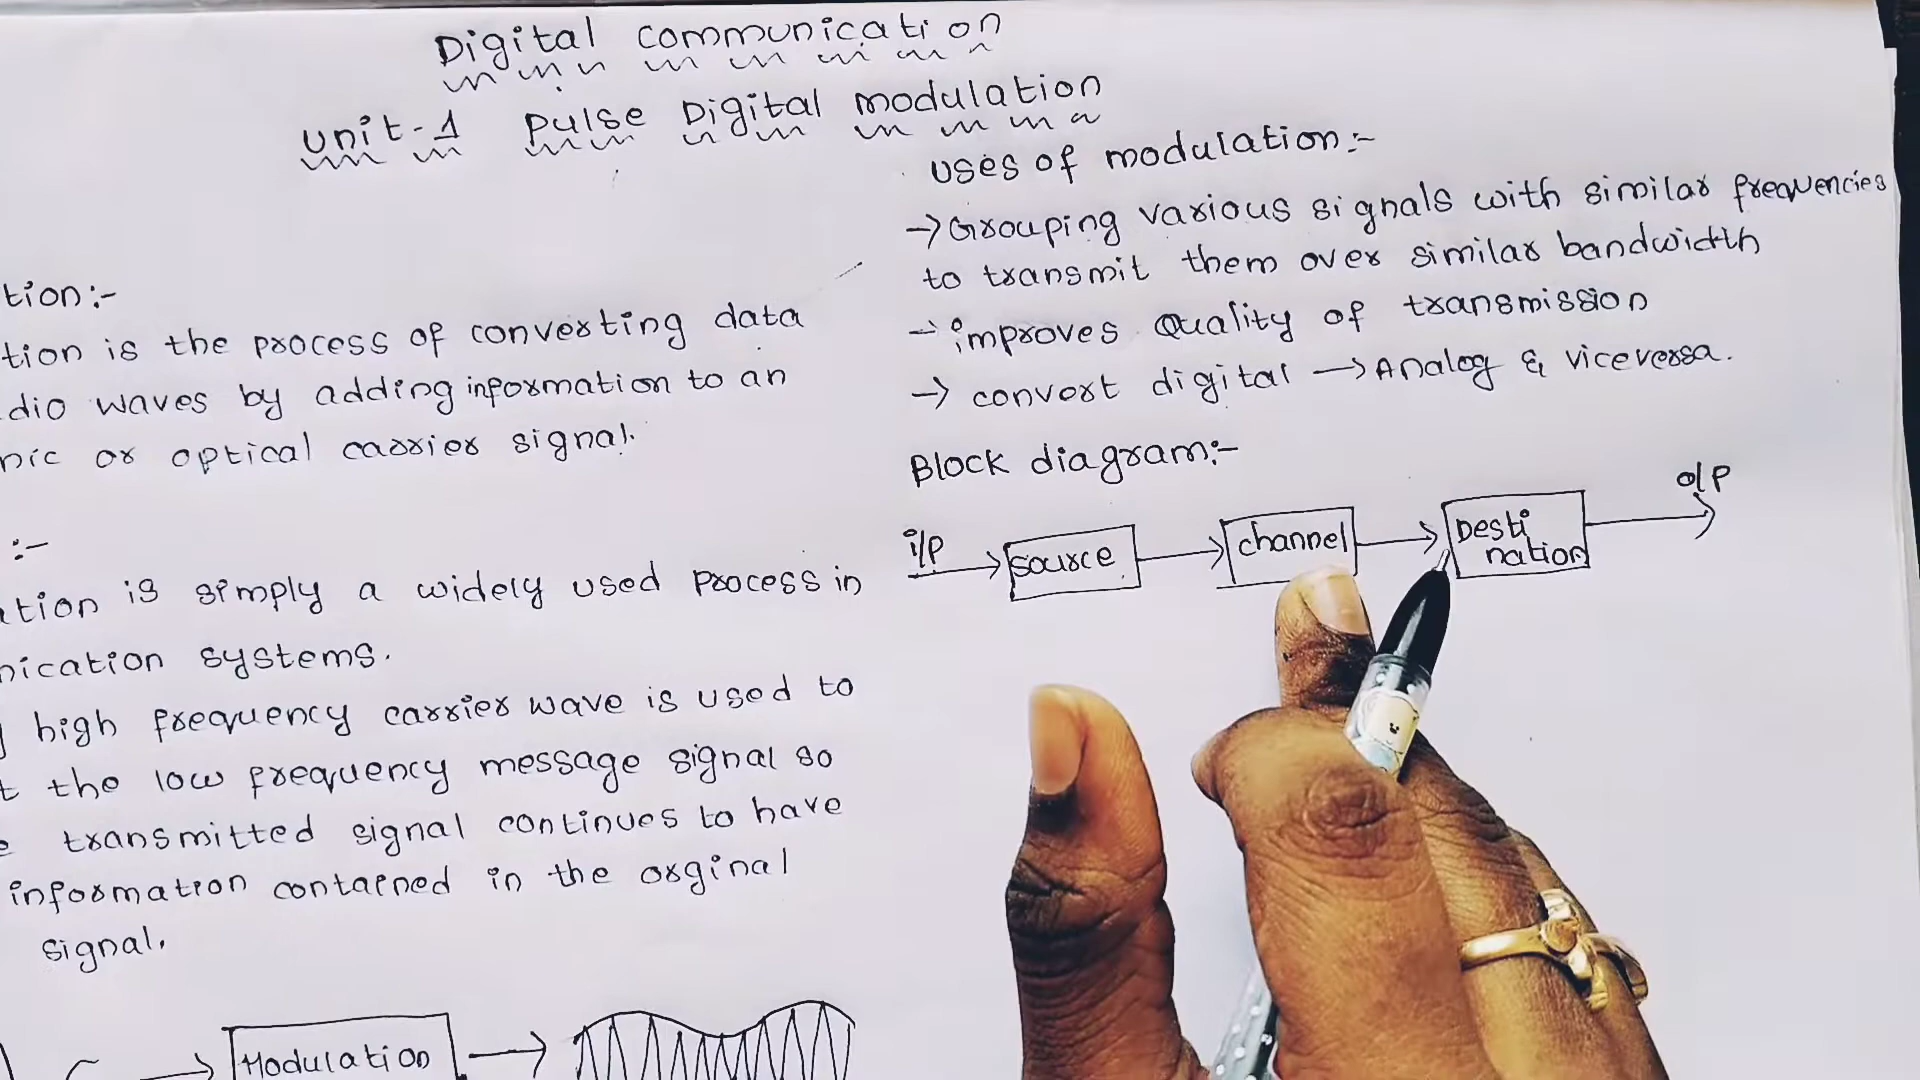 Digital communication
unit-1 Pulse Digital modulation
tion:-
tion is the process of converting data
dio waves by adding information to an
nic or optical carrier signal.
:-
ation is simply a widely used process in
nication systems.
high frequency carrier wave is used to
t the low frequency message signal so
e transmitted signal continues to have
information contained in the orginal
signal.
Modulation
uses of modulation:-
→ Grouping various signals with similar frequencies
to transmit them over similar bandwidth
→ improves Quality of transmission
→ convert digital → Analog & viceversa.
Block diagram:-
i/p source channel Desti nation o/p